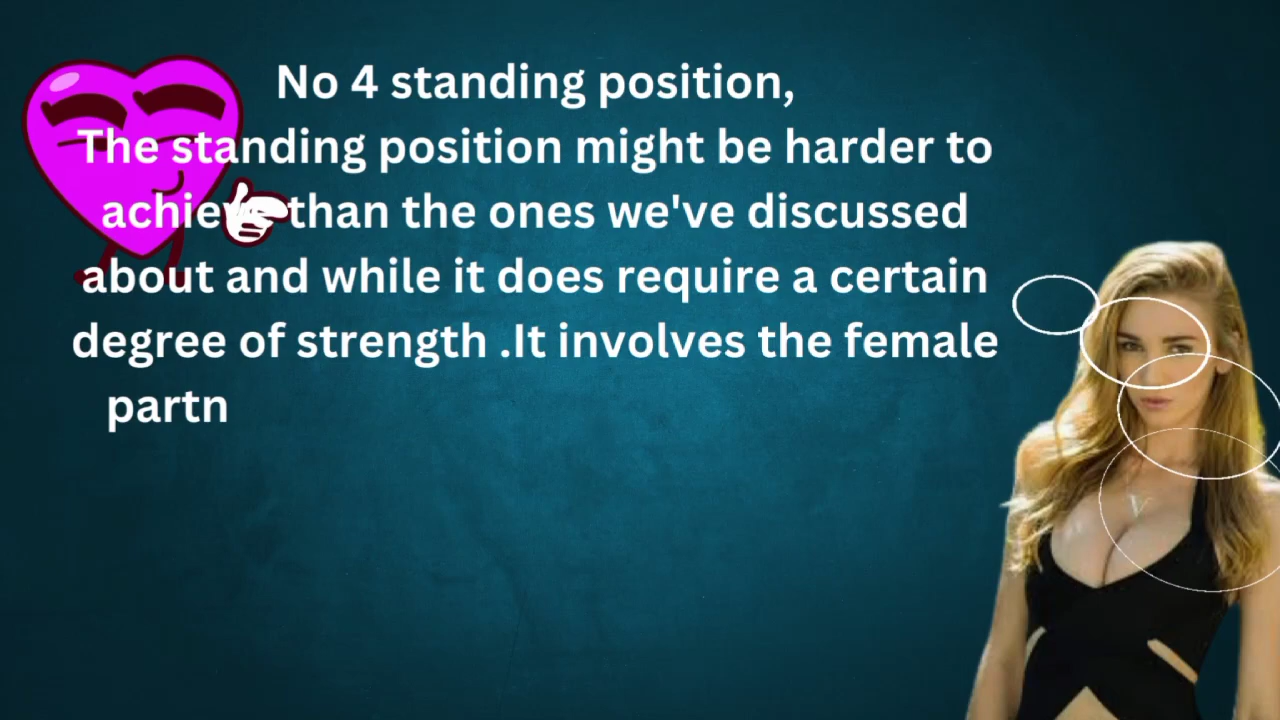 No 4 standing position,
The standing position might be harder to
achieve than the ones we've discussed
about and while it does require a certain
degree of strength .It involves the female
partn